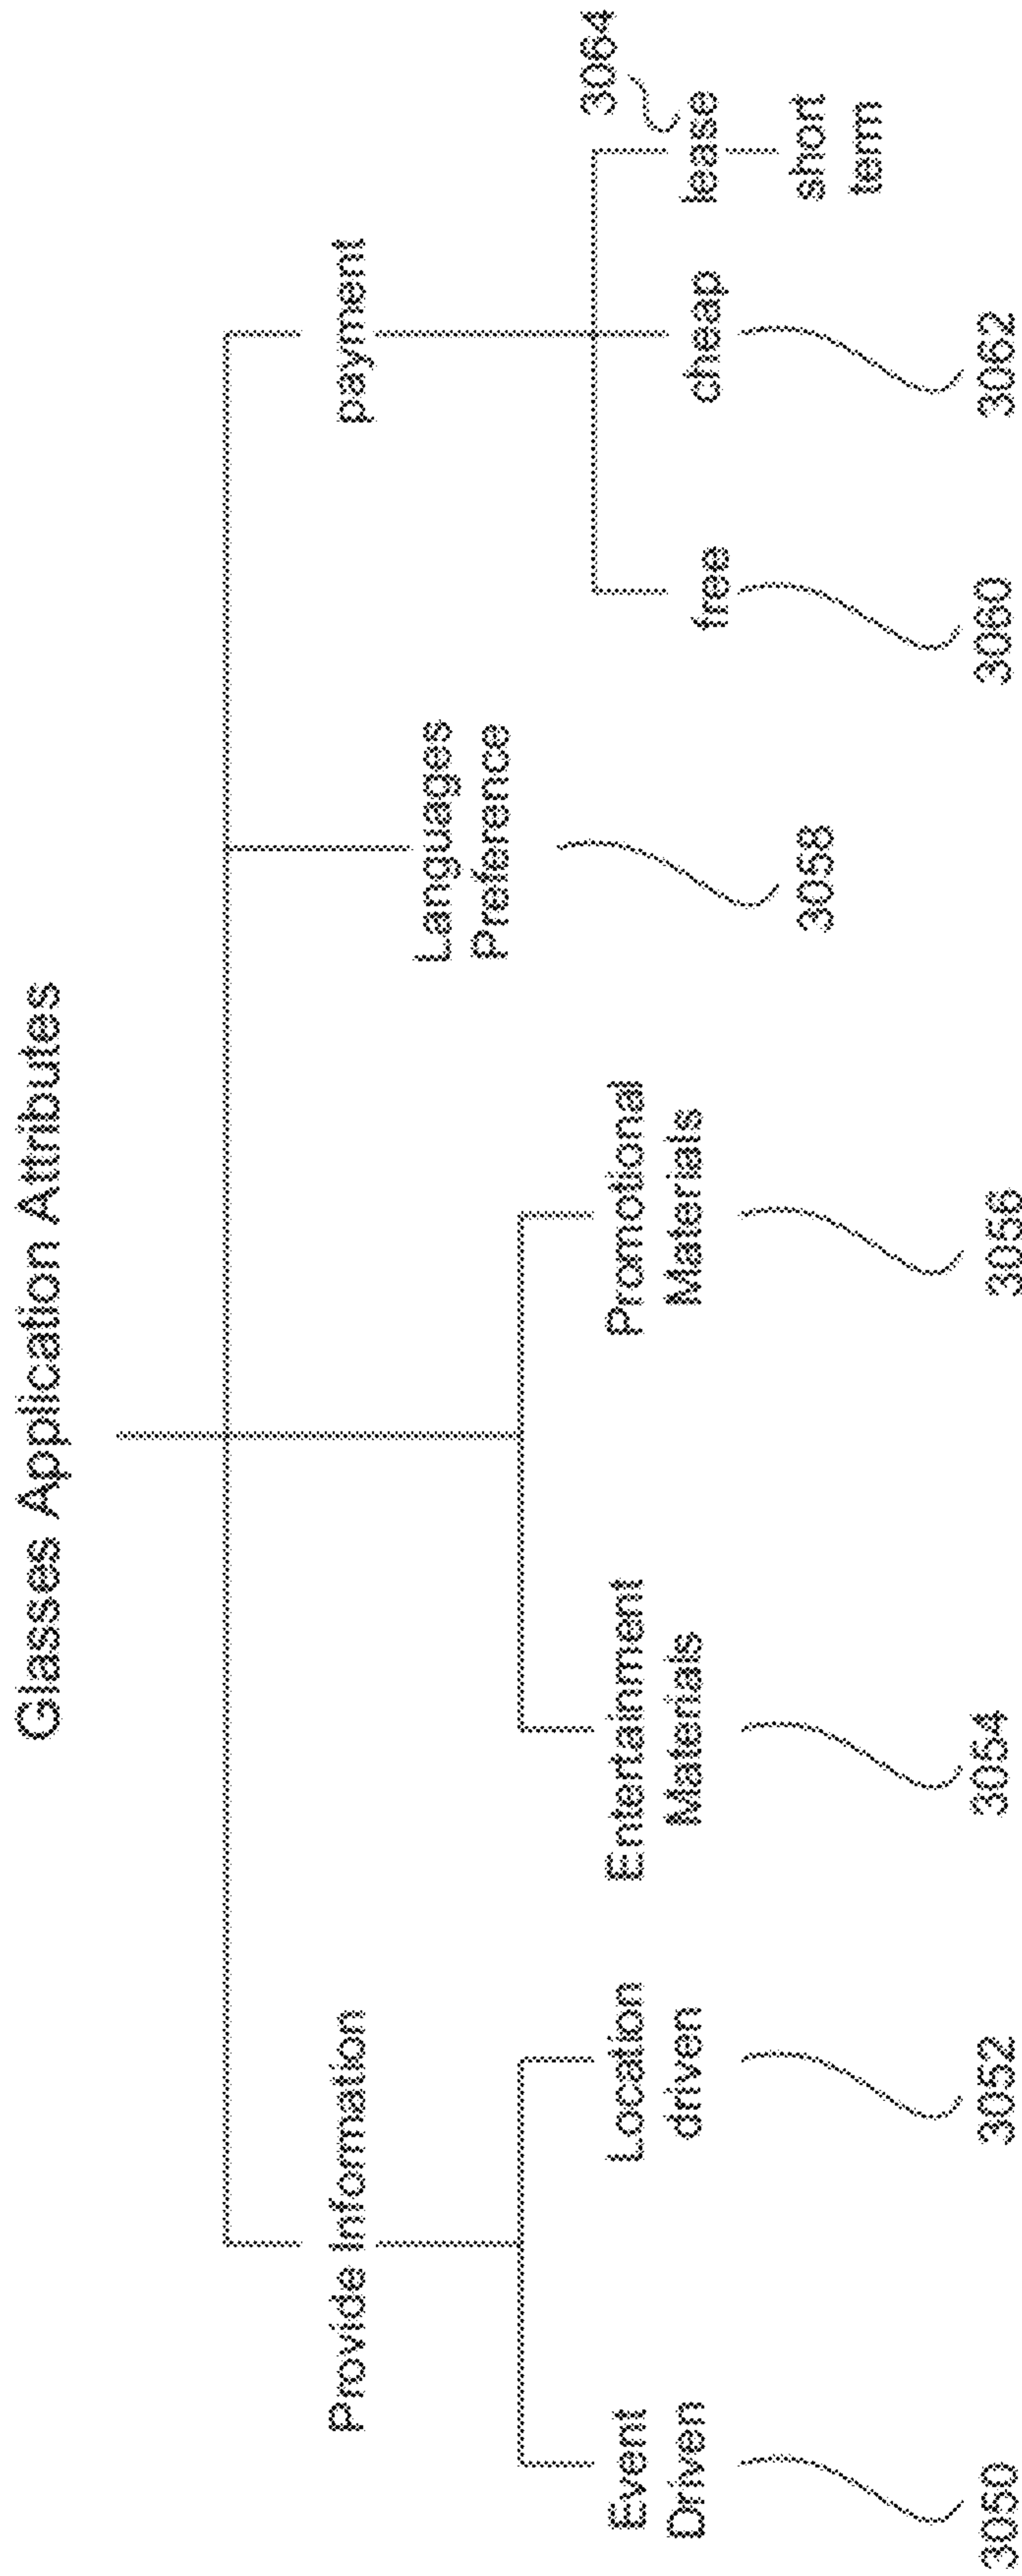 Glasses Application Attributes
Provide Information
payment
Languages
Preference
Event
Driven
Location
driven
Entertainment
Materials
Promotional
Materials
free
cheap
lease
short
term
3050
3052
3054
3056
3058
3060
3062
3064